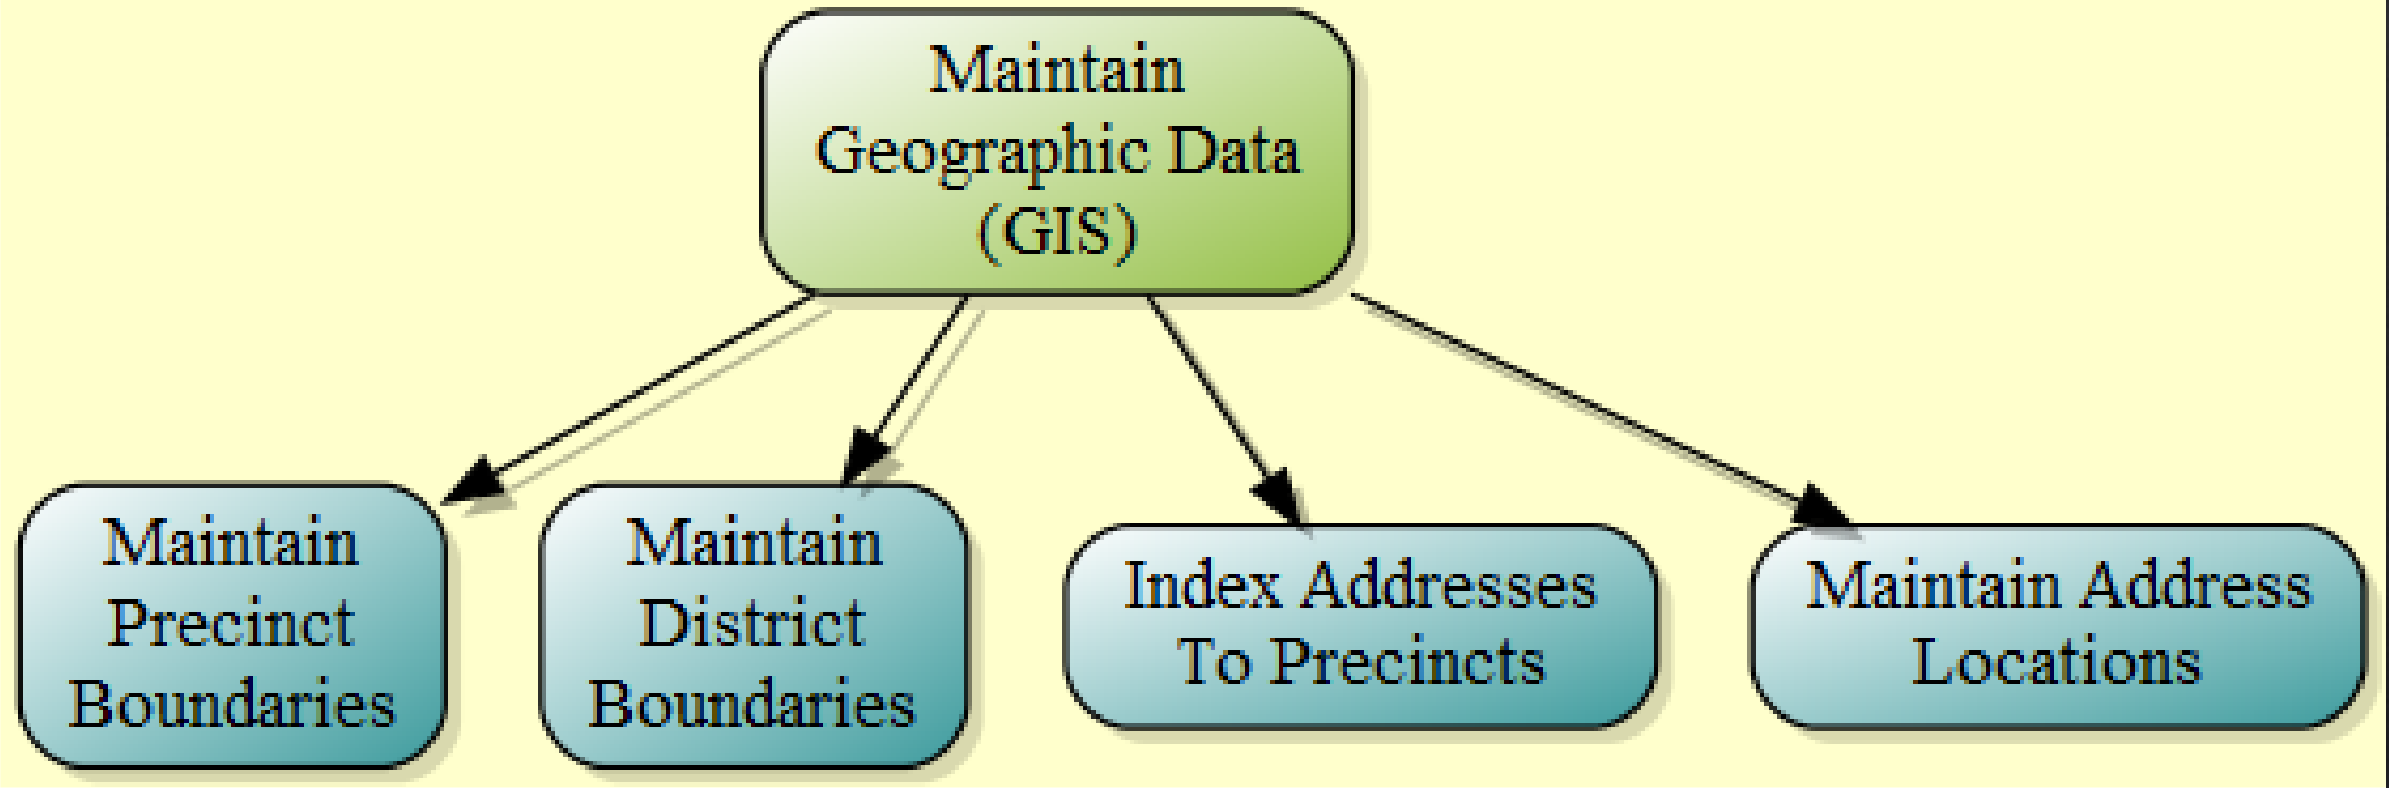 Maintain
Geographic Data
(GIS)
Maintain
Precinct
Boundaries
Maintain
District
Boundaries
Index Addresses
To Precincts
Maintain Address
Locations